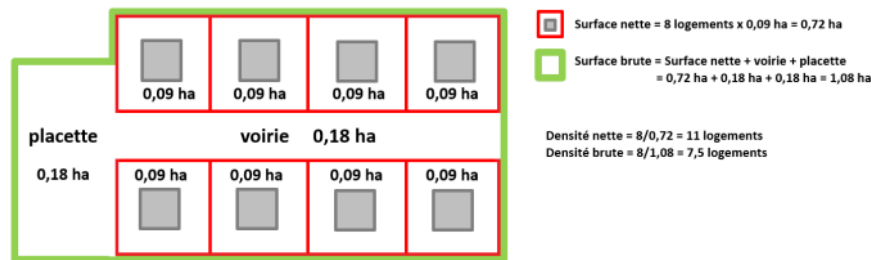 0,09 ha 0,09 ha 0,09 ha 0,09 ha
placette voirie 0,18 ha
0,18 ha 0,09 ha 0,09 ha 0,09 ha 0,09 ha
Surface nette = 8 logements x 0,09 ha = 0,72 ha
Surface brute = Surface nette + voirie + placette
= 0,72 ha + 0,18 ha + 0,18 ha = 1,08 ha
Densité nette = 8/0,72 = 11 logements
Densité brute = 8/1,08 = 7,5 logements